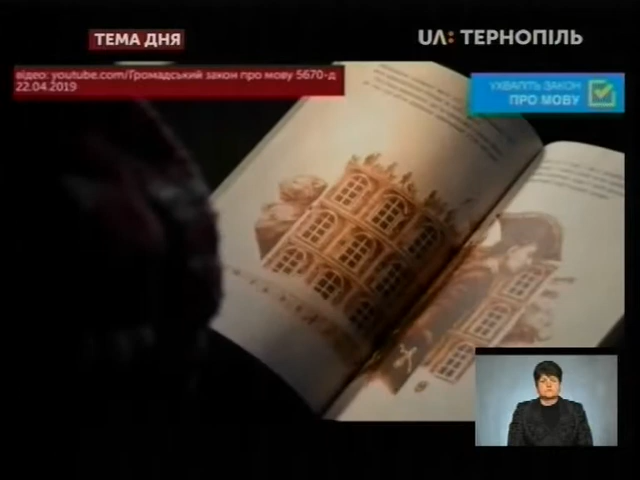 ТЕМА ДНЯ
UA: ТЕРНОПІЛЬ
відео: youtube.com/Громадський закон про мову 5670-д
22.04.2019
УХВАЛІТЬ ЗАКОН
ПРО МОВУ